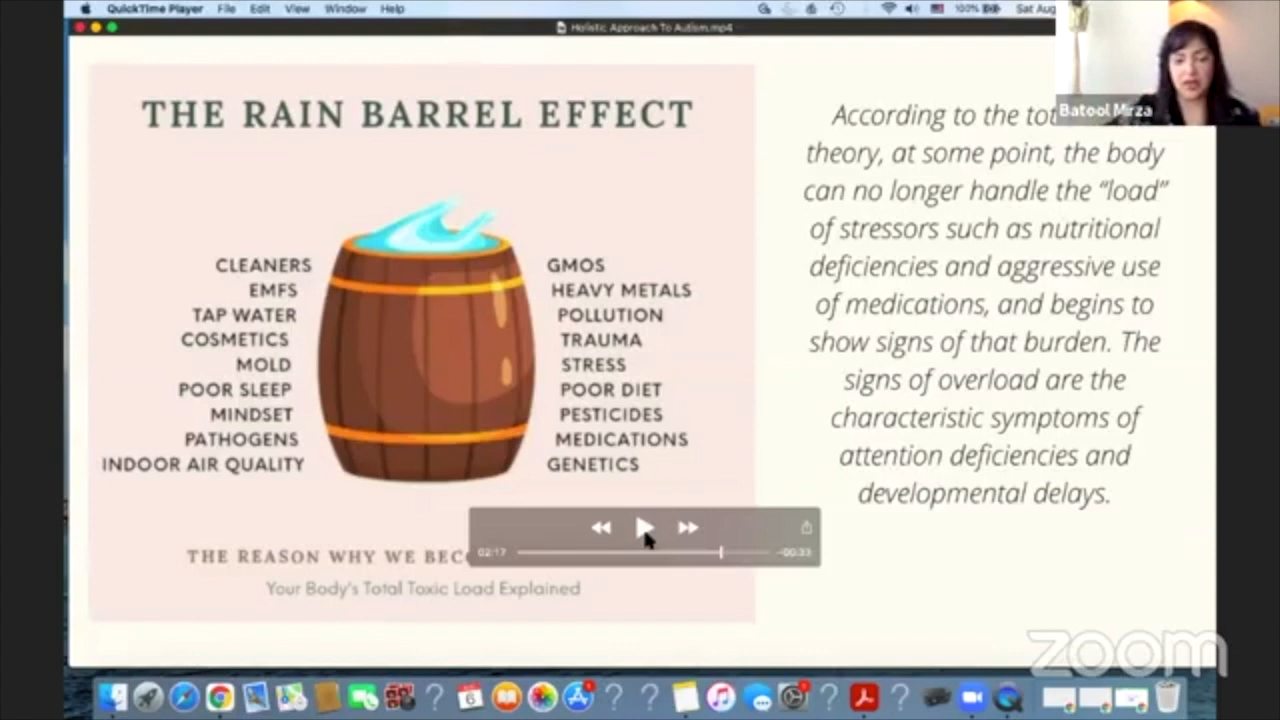 QuickTime Player File Edit View Window Help
100%
Sat Aug
Holistic Approach To Autism.mp4
Batool Mirza
THE RAIN BARREL EFFECT
CLEANERS
EMFS
TAP WATER
COSMETICS
MOLD
POOR SLEEP
MINDSET
PATHOGENS
INDOOR AIR QUALITY
GMOS
HEAVY METALS
POLLUTION
TRAUMA
STRESS
POOR DIET
PESTICIDES
MEDICATIONS
GENETICS
THE REASON WHY WE
Your Body's Total Toxic Load Explained
According to the
theory, at some point, the body
can no longer handle the “load”
of stressors such as nutritional
deficiencies and aggressive use
of medications, and begins to
show signs of that burden. The
signs of overload are the
characteristic symptoms of
attention deficiencies and
developmental delays.
02:17
-00:33
zoom
6